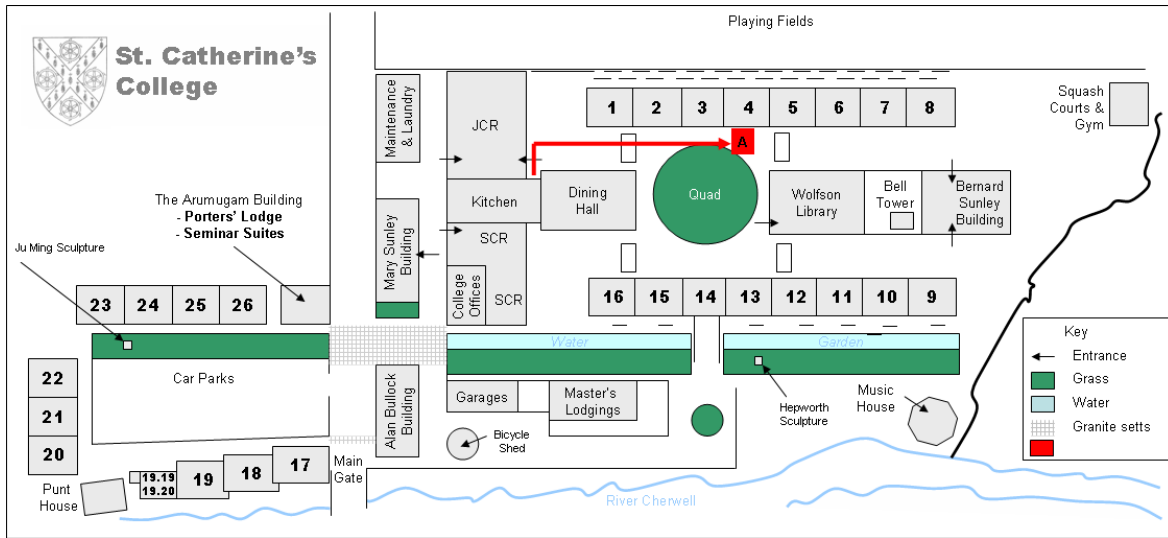 St. Catherine's
College
Playing Fields
Maintenance
& Laundry
JCR
1
2
3
4
5
6
7
8
Squash
Courts &
Gym
A
The Arumugam Building
- Porters' Lodge
- Seminar Suites
Kitchen
Dining
Hall
Quad
Wolfson
Library
Bell
Tower
Bernard
Sunley
Building
Ju Ming Sculpture
Mary Sunley
Building
SCR
College
Offices
SCR
23
24
25
26
16
15
14
13
12
11
10
9
Water
Garden
Key
Entrance
Grass
Water
Granite setts
22
21
20
Car Parks
Alan Bullock
Building
Garages
Master's
Lodgings
Hepworth
Sculpture
Music
House
Bicycle
Shed
19.19
19.20
19
18
17
Main
Gate
Punt
House
River Cherwell